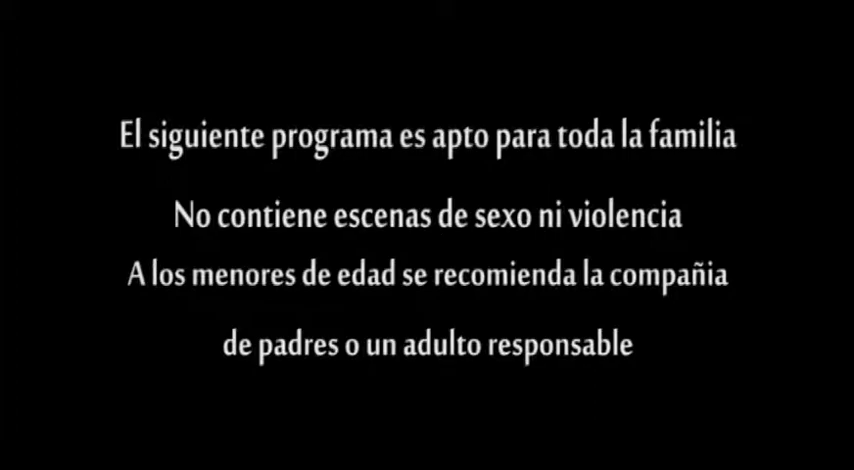 El siguiente programa es apto para toda la familia
No contiene escenas de sexo ni violencia
A los menores de edad se recomienda la compañia
de padres o un adulto responsable